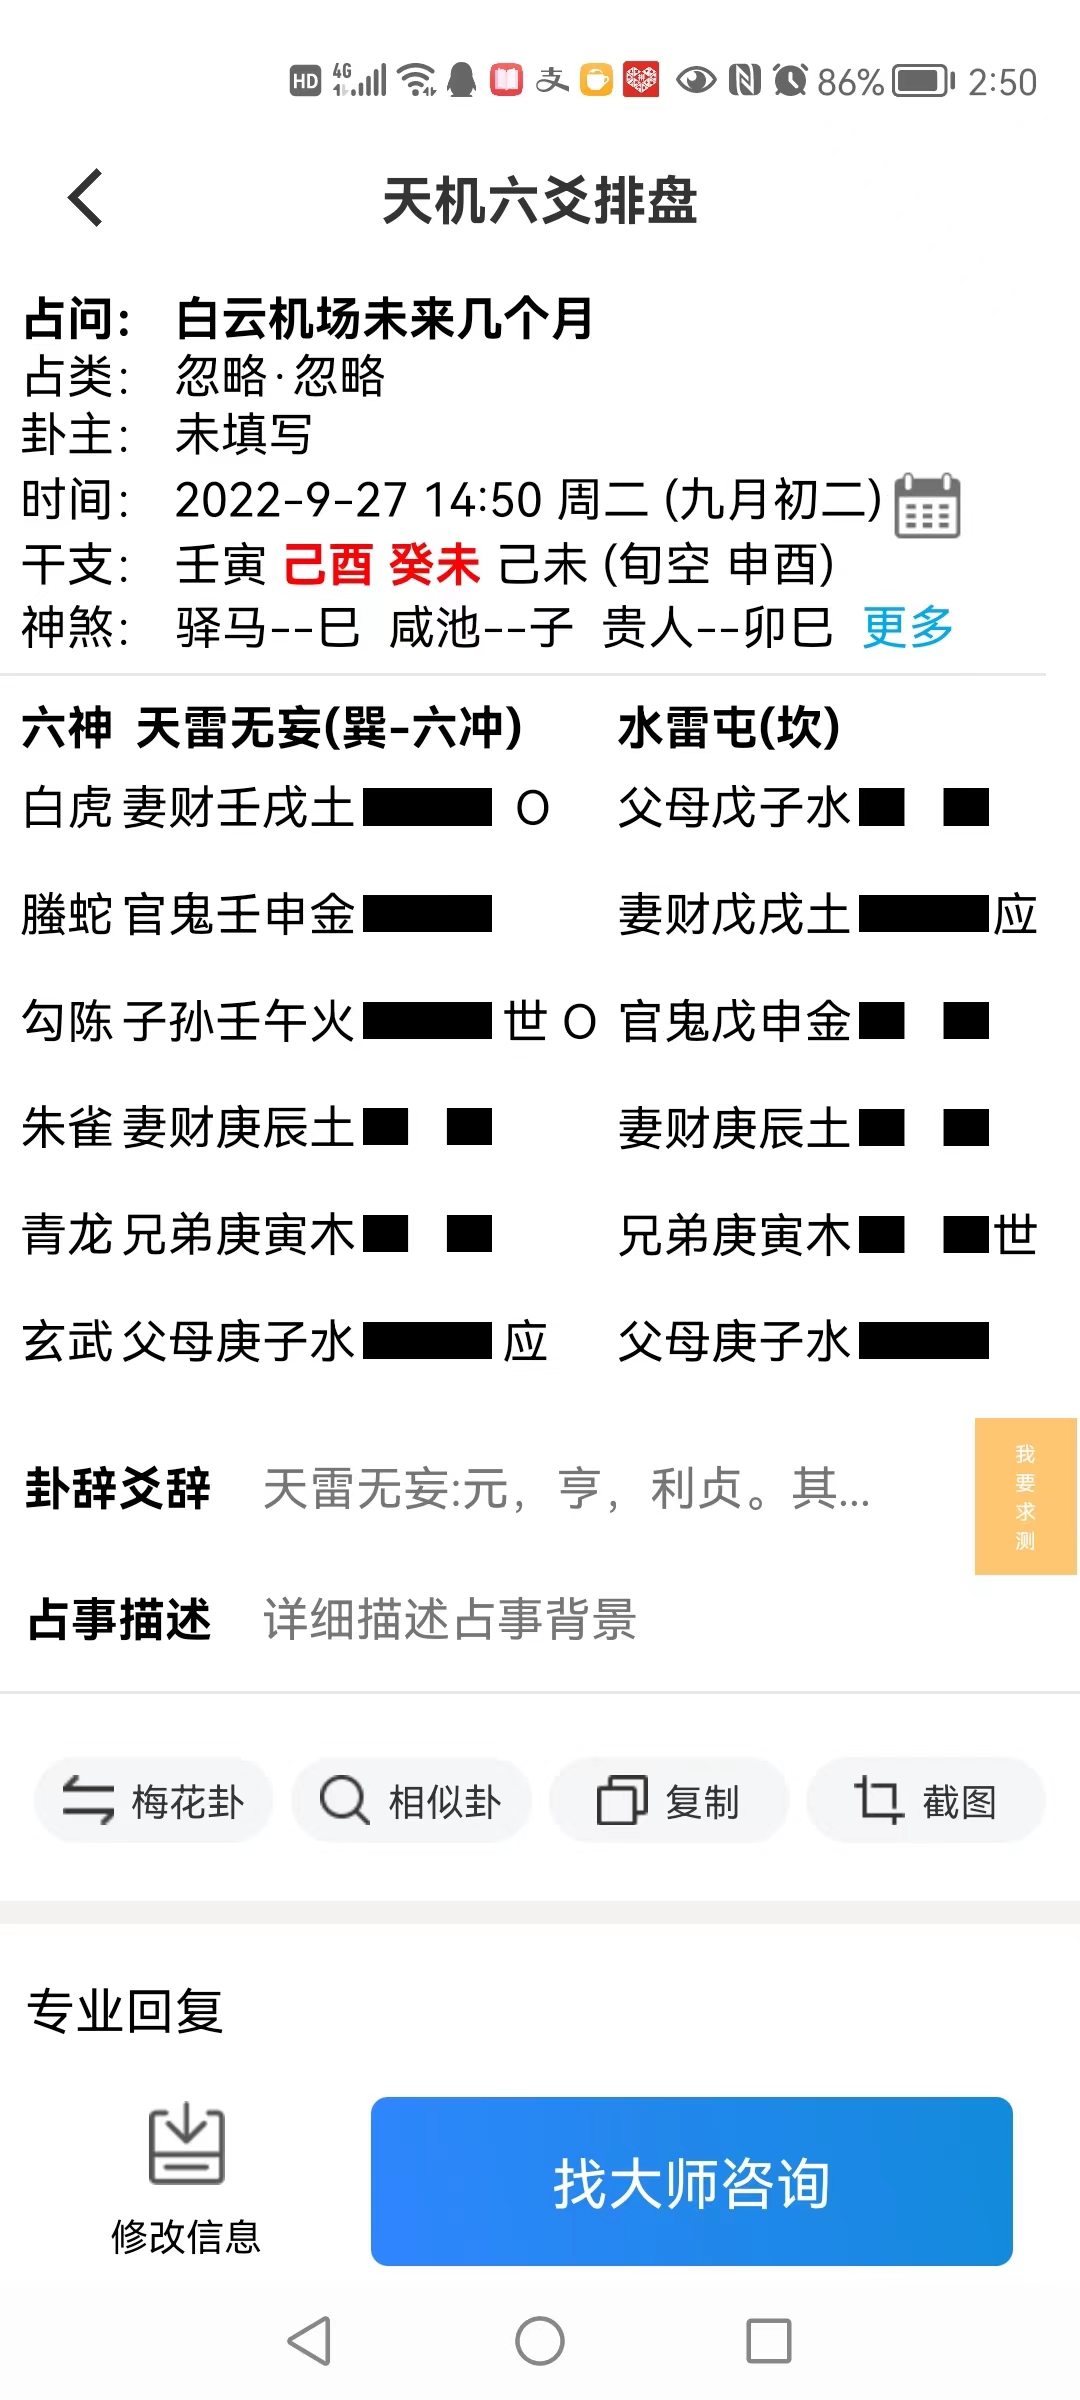 HD 4G 86% 2:50
天机六爻排盘
占问： 白云机场未来几个月
占类： 忽略·忽略
卦主： 未填写
时间： 2022-9-27 14:50 周二 (九月初二)
干支： 壬寅 己酉 癸未 己未 (旬空 申酉)
神煞： 驿马--巳 咸池--子 贵人--卯巳 更多
六神 天雷无妄(巽-六冲) 水雷屯(坎)
白虎 妻财壬戌土 O 父母戊子水
螣蛇 官鬼壬申金 妻财戊戌土 应
勾陈 子孙壬午火 世 O 官鬼戊申金
朱雀 妻财庚辰土 妻财庚辰土
青龙 兄弟庚寅木 兄弟庚寅木 世
玄武 父母庚子水 应 父母庚子水
卦辞爻辞 天雷无妄:元，亨，利贞。其...
我要求测
占事描述 详细描述占事背景
梅花卦 相似卦 复制 截图
专业回复
修改信息 找大师咨询